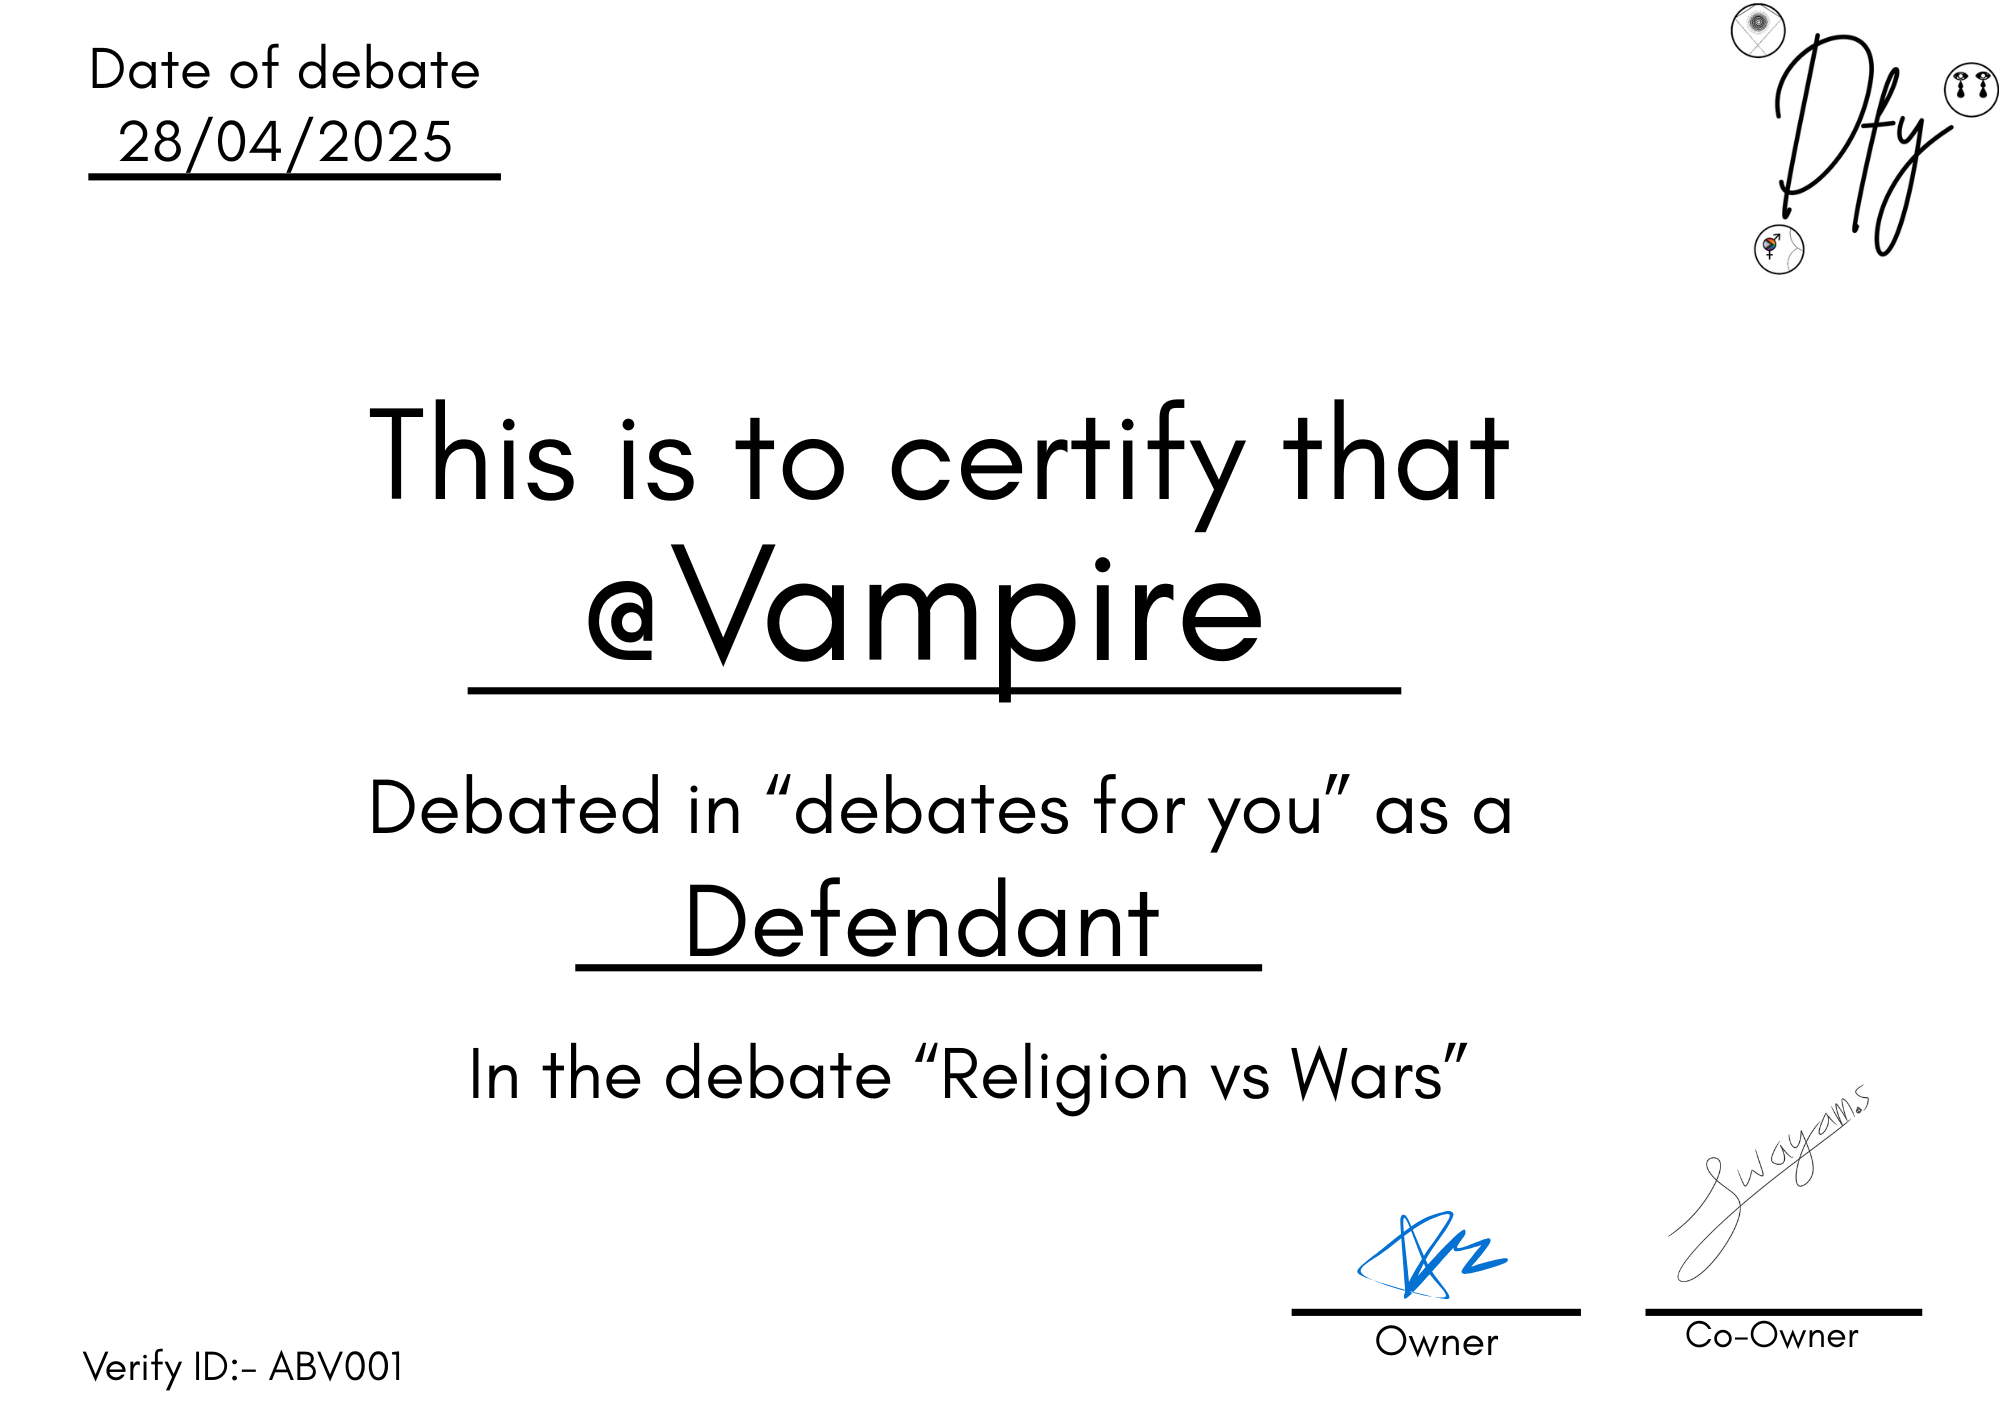 Date of debate
28/04/2025
Dfy
This is to certify that
@Vampire
Debated in “debates for you” as a
Defendant
In the debate “Religion vs Wars”
Swayam.s
Owner
Co-Owner
Verify ID:- ABV001